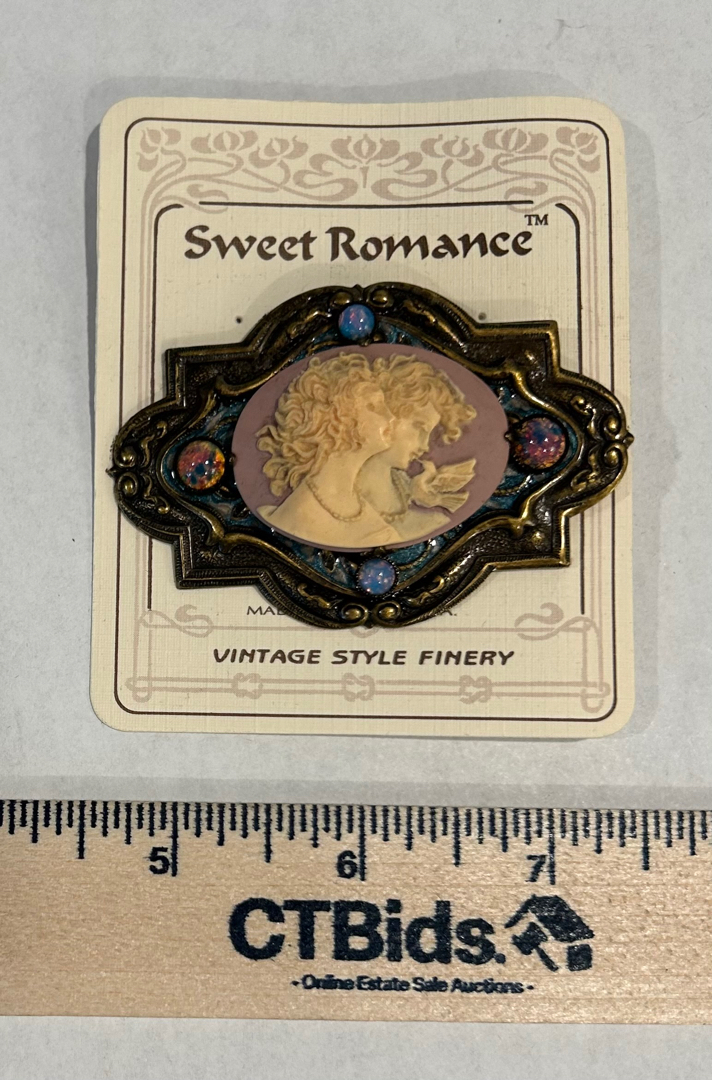 Sweet Romance™
VINTAGE STYLE FINERY
5 6 7
CTBids.
- Online Estate Sale Auctions -